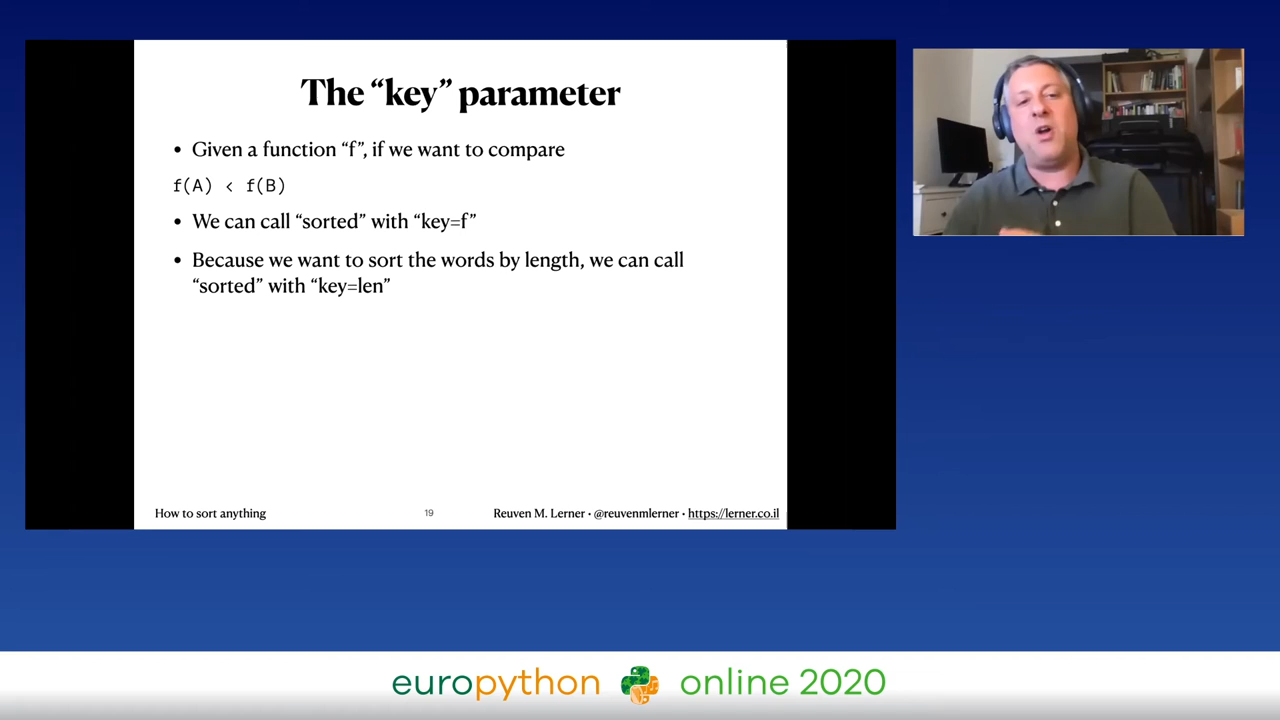 The “key” parameter
• Given a function “f”, if we want to compare
f(A) < f(B)
• We can call “sorted” with “key=f”
• Because we want to sort the words by length, we can call
“sorted” with “key=len”
How to sort anything
19
Reuven M. Lerner • @reuvenmlerner • https://lerner.co.il
europython online 2020